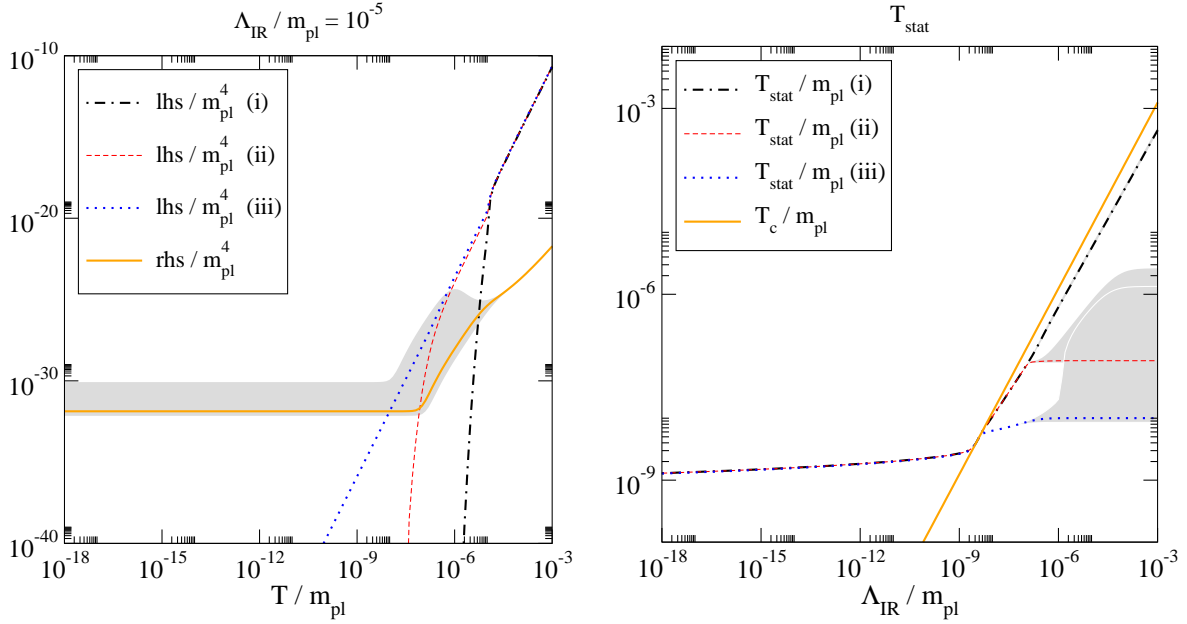 Λ_IR / m_pl = 10^-5
10^-10
10^-20
10^-30
10^-40
lhs / m_pl^4 (i)
lhs / m_pl^4 (ii)
lhs / m_pl^4 (iii)
rhs / m_pl^4
10^-18 10^-15 10^-12 10^-9 10^-6 10^-3
T / m_pl
T_stat
10^-3
10^-6
10^-9
T_stat / m_pl (i)
T_stat / m_pl (ii)
T_stat / m_pl (iii)
T_c / m_pl
10^-18 10^-15 10^-12 10^-9 10^-6 10^-3
Λ_IR / m_pl